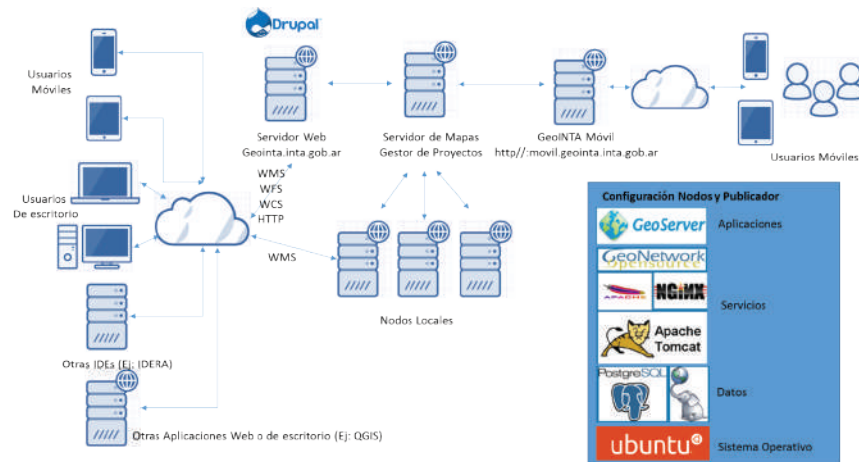 Drupal
Usuarios
Móviles
Usuarios
De escritorio
Servidor Web
Geointa.inta.gob.ar
Servidor de Mapas
Gestor de Proyectos
GeoINTA Móvil
http//:movil.geointa.inta.gob.ar
Usuarios Móviles
WMS
WFS
WCS
HTTP
WMS
Nodos Locales
Otras IDEs (Ej: IDERA)
Otras Aplicaciones Web o de escritorio (Ej: QGIS)
Configuración Nodos y Publicador
GeoServer
Aplicaciones
GeoNetwork
opensource
APACHE
NGINX
Servicios
Apache
Tomcat
PostgreSQL
Datos
ubuntu
Sistema Operativo